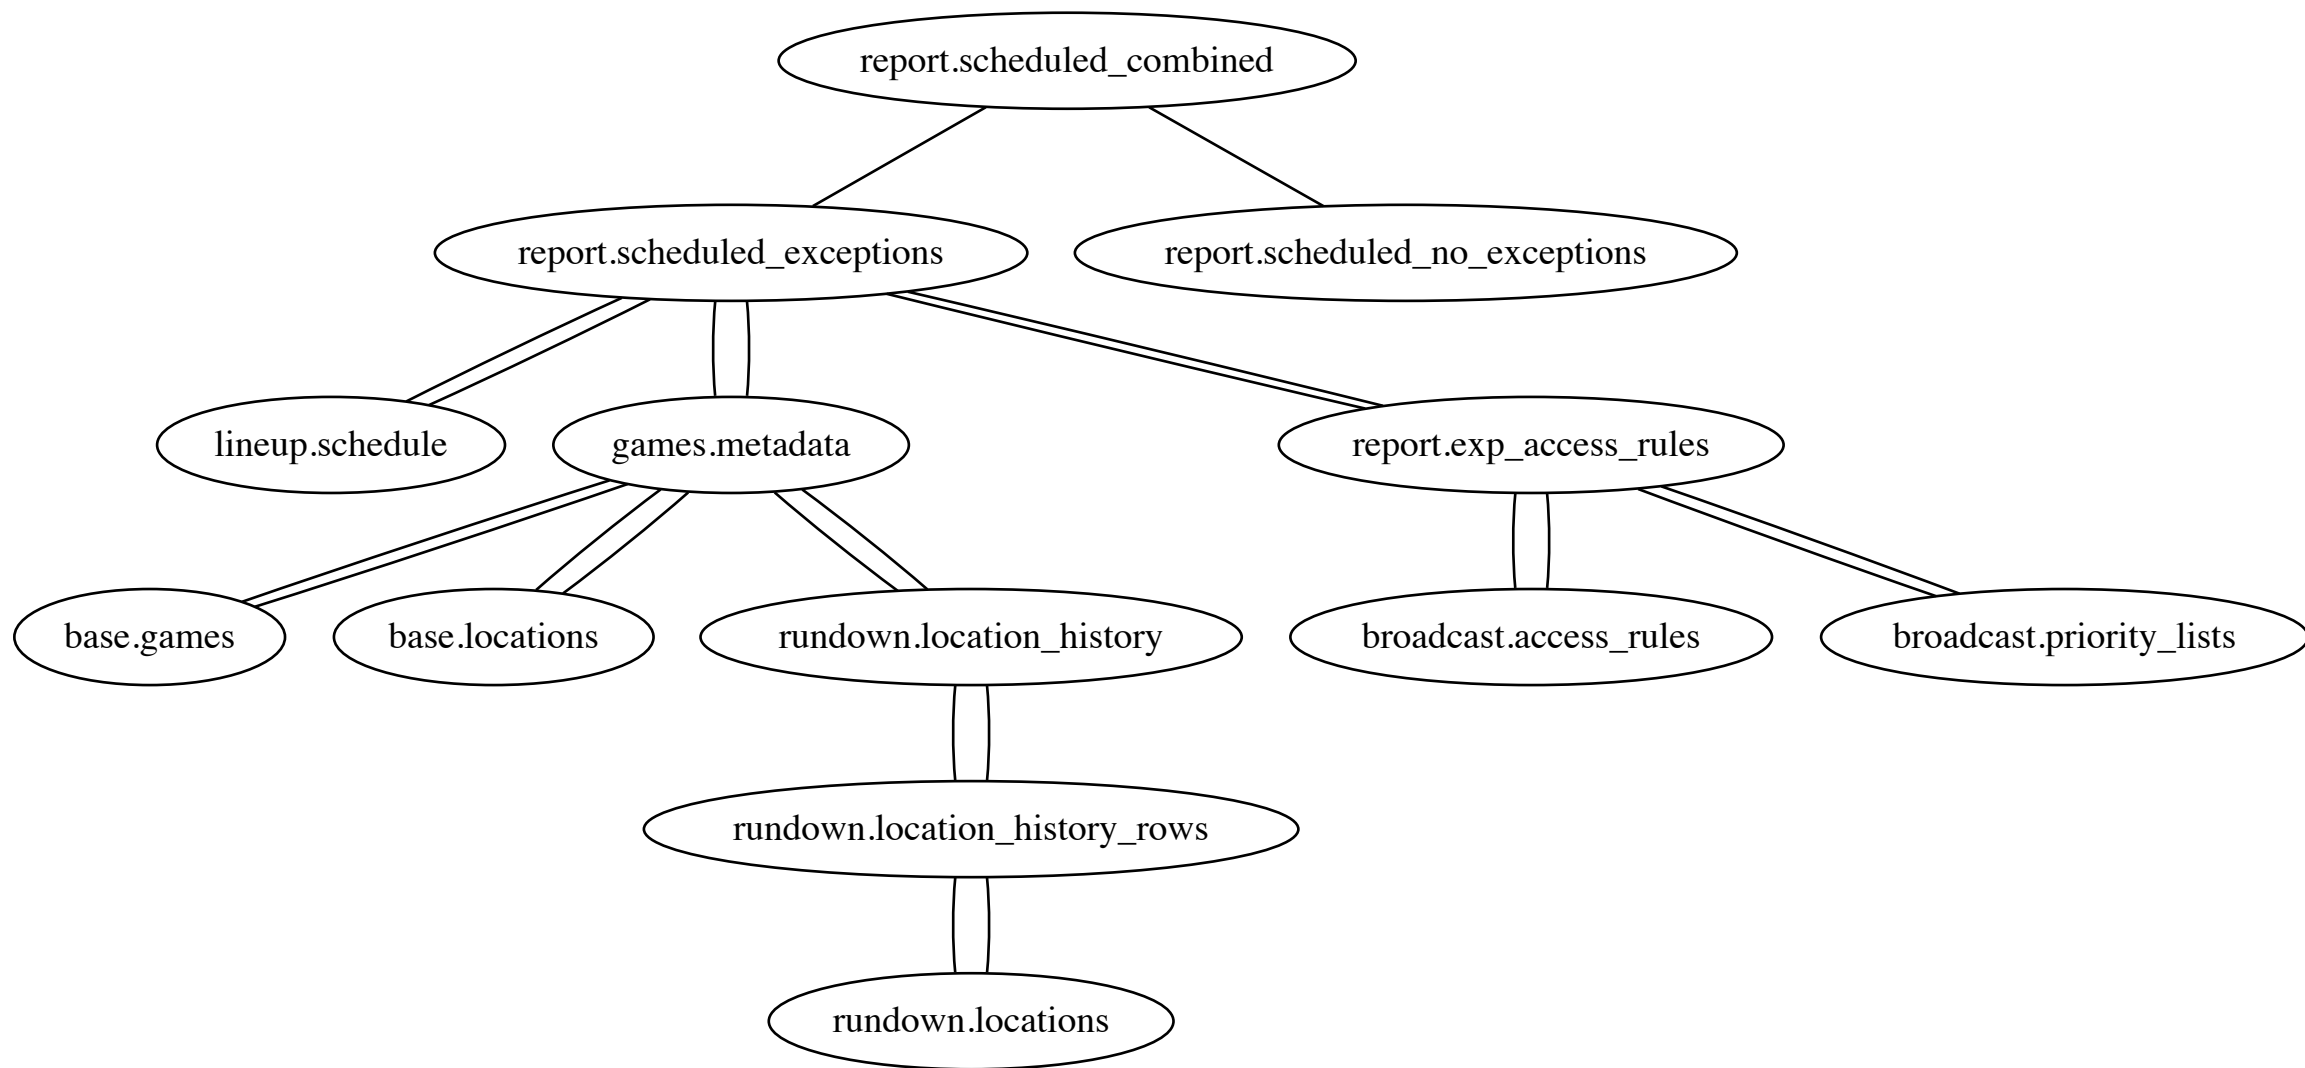 report.scheduled_combined
report.scheduled_exceptions
report.scheduled_no_exceptions
lineup.schedule
games.metadata
report.exp_access_rules
base.games
base.locations
rundown.location_history
broadcast.access_rules
broadcast.priority_lists
rundown.location_history_rows
rundown.locations